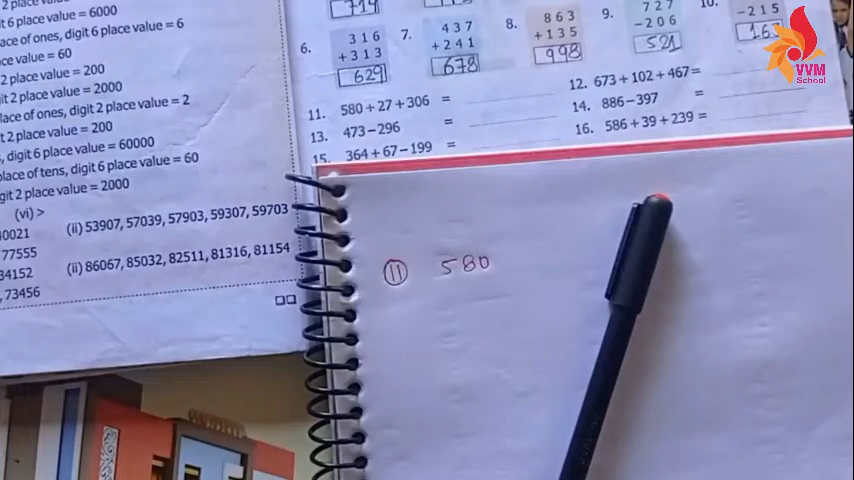 t 6 place value = 6000
ace of ones, digit 6 place value = 6
ce value = 60
2 place value = 200
it 2 place value = 2000
lace of ones, digit 2 place value = 2
t 2 place value = 200
, digit 6 place value = 60000
place of tens, digit 6 place value = 60
git 2 place value = 2000
(vi) >
0021 (ii) 53907, 57039, 57903, 59307, 59703
77555
34152 (ii) 86067, 85032, 82511, 81316, 81154
, 73456
714
6. 316 + 313 629
7. 437 + 241 678
8. 863 + 135 998
9. 727 - 206 521
10. - 215 16
11. 580 + 27 + 306 =
12. 673 + 102 + 467 =
13. 473 - 296 =
14. 886 - 397 =
15. 364 + 67 - 199 =
16. 586 + 39 + 239 =
11 580
VVM
School